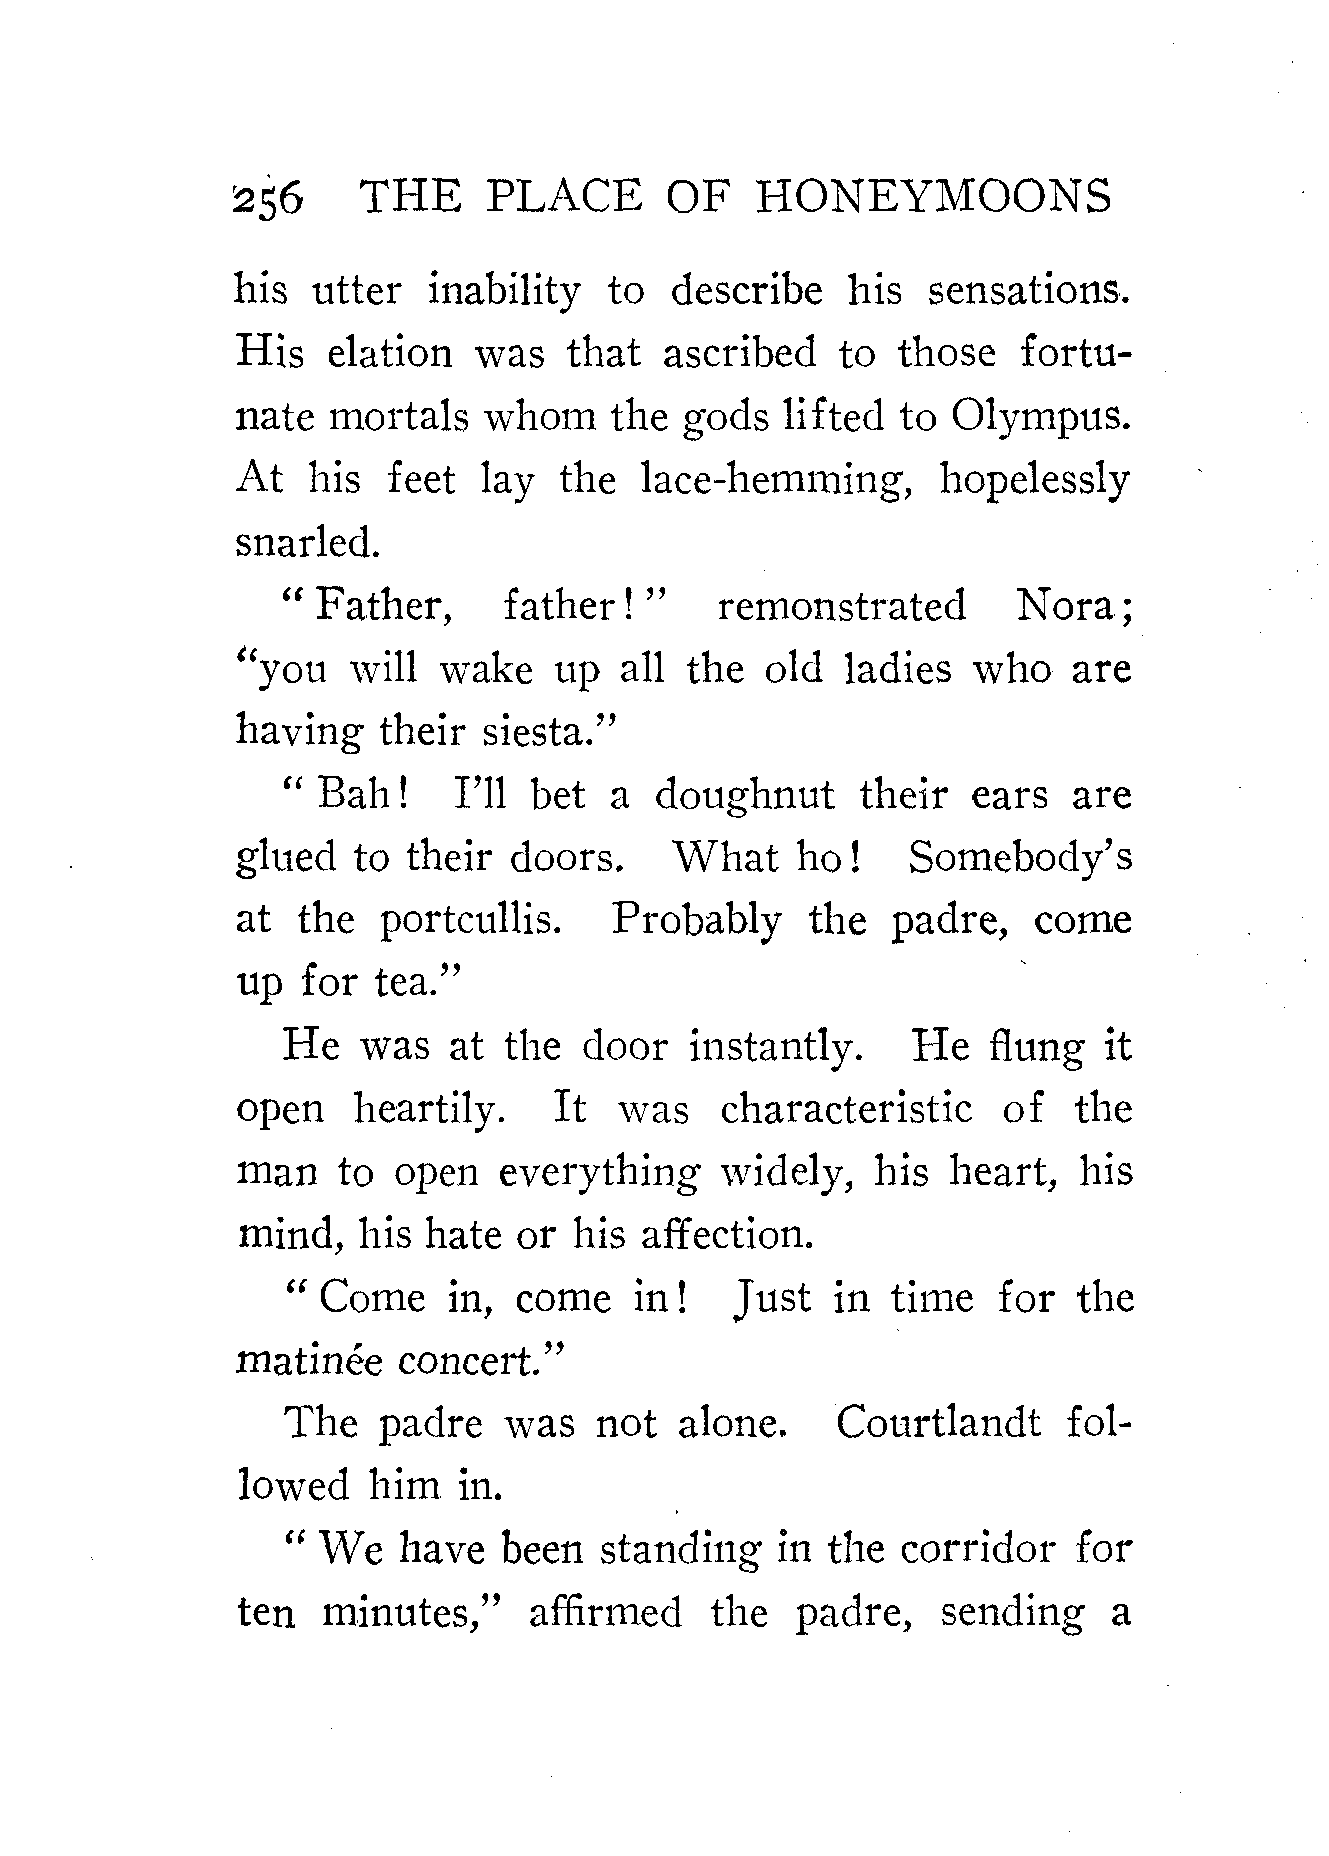 256 THE PLACE OF HONEYMOONS
his utter inability to describe his sensations.
His elation was that ascribed to those fortu-
nate mortals whom the gods lifted to Olympus.
At his feet lay the lace-hemming, hopelessly
snarled.
“ Father, father! ” remonstrated Nora;
“you will wake up all the old ladies who are
having their siesta.”
“ Bah! I’ll bet a doughnut their ears are
glued to their doors. What ho! Somebody’s
at the portcullis. Probably the padre, come
up for tea.”
He was at the door instantly. He flung it
open heartily. It was characteristic of the
man to open everything widely, his heart, his
mind, his hate or his affection.
“ Come in, come in! Just in time for the
matinée concert.”
The padre was not alone. Courtlandt fol-
lowed him in.
“ We have been standing in the corridor for
ten minutes,” affirmed the padre, sending a